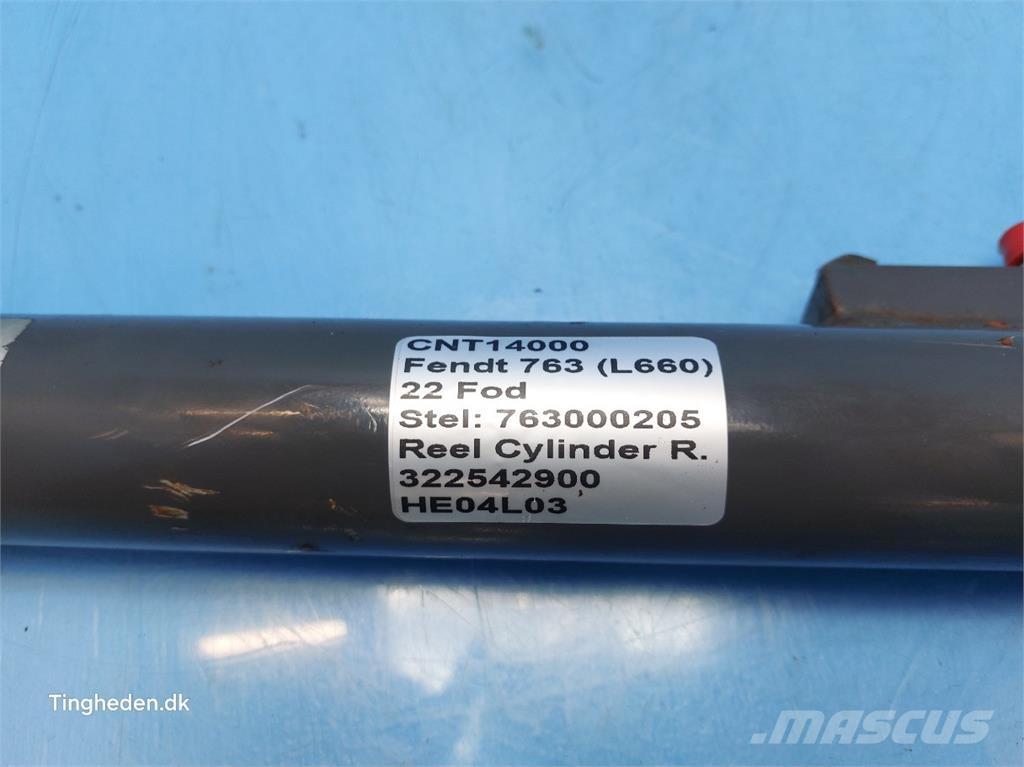 CNT14000
Fendt 763 (L660)
22 Fod
Stel: 763000205
Reel Cylinder R.
322542900
HE04L03
Tingheden.dk
MASCUS